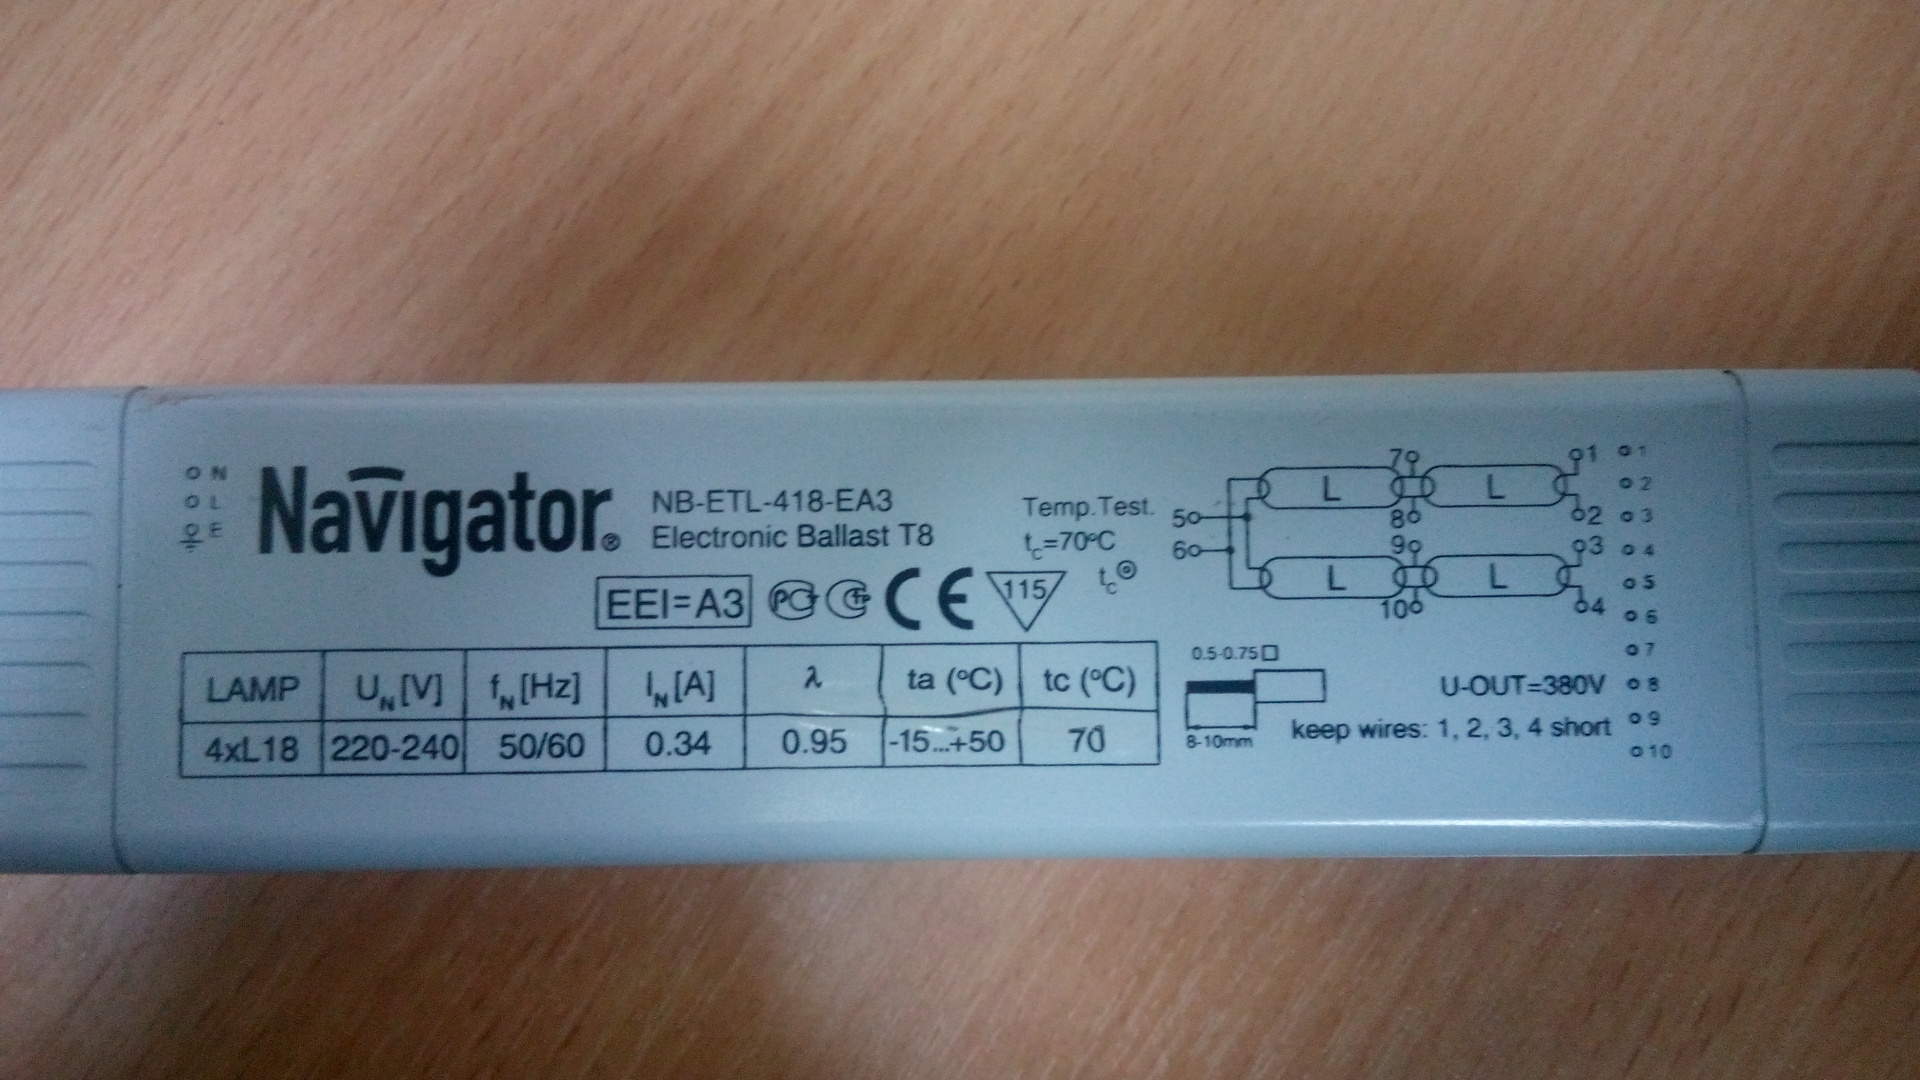 N
L
E
Navigator®
NB-ETL-418-EA3
Electronic Ballast T8
EEI=A3
CE
115
Temp.Test.
tc=70°C
tc
LAMP UN[V] fN[Hz] IN[A] λ ta (°C) tc (°C)
4xL18 220-240 50/60 0.34 0.95 -15...+50 70
5
6
7
8
9
10
L L
L L
1
2
3
4
0.5-0.75
8-10mm
U-OUT=380V
keep wires: 1, 2, 3, 4 short
1
2
3
4
5
6
7
8
9
10